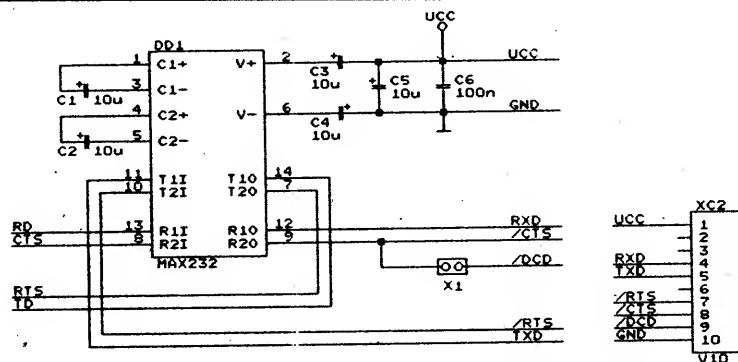 UCC
DD1
1 C1+ V+ 2 UCC
C3
10u
C5
10u
C6
100n
3 C1-
C1 10u
4 C2+
6 V- GND
C4
10u
5 C2-
C2 10u
11 T1I T1O 14
10 T2I T2O 7
RD 13 R1I R1O 12 RXD
CTS 8 R2I R2O 9 /CTS
MAX232
X1
/DCD
RTS
TD
/RTS
TXD
XC2
UCC 1
2
3
RXD 4
TXD 5
6
/RTS 7
/CTS 8
/DCD 9
GND 10
V10